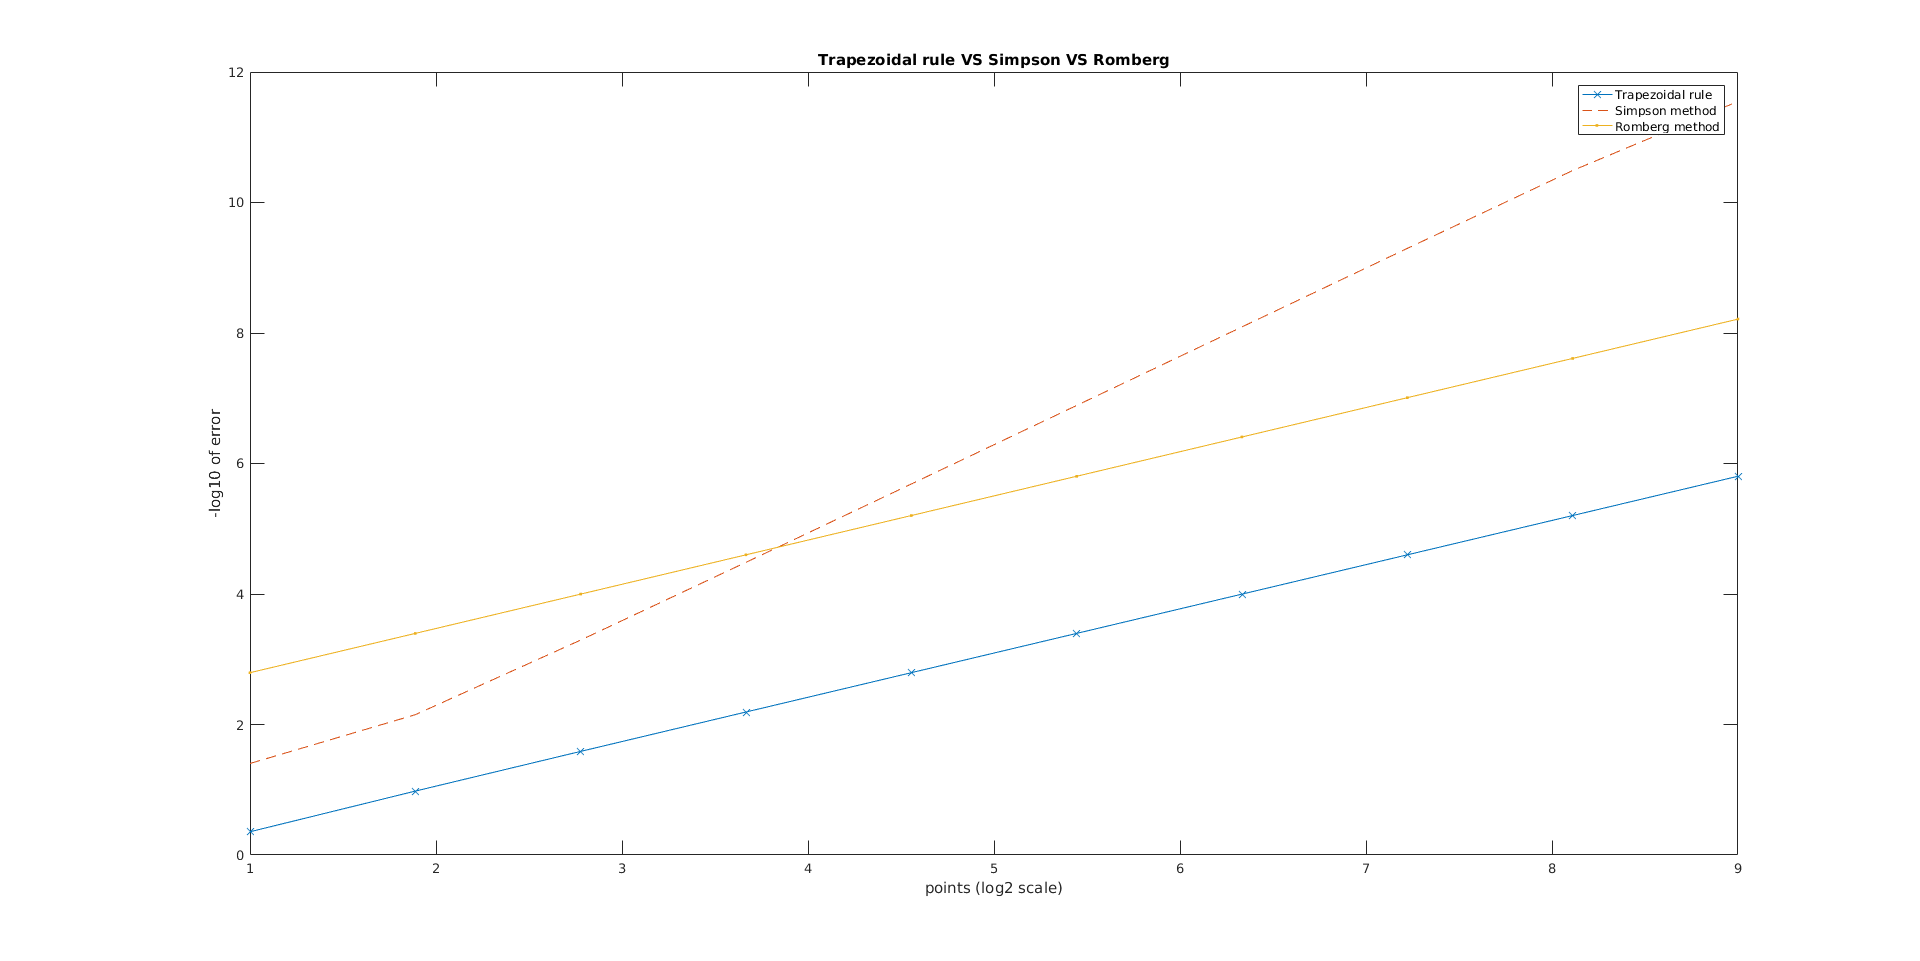 Trapezoidal rule VS Simpson VS Romberg
12
10
8
6
4
2
0
-log10 of error
Trapezoidal rule
Simpson method
Romberg method
1 2 3 4 5 6 7 8 9
points (log2 scale)